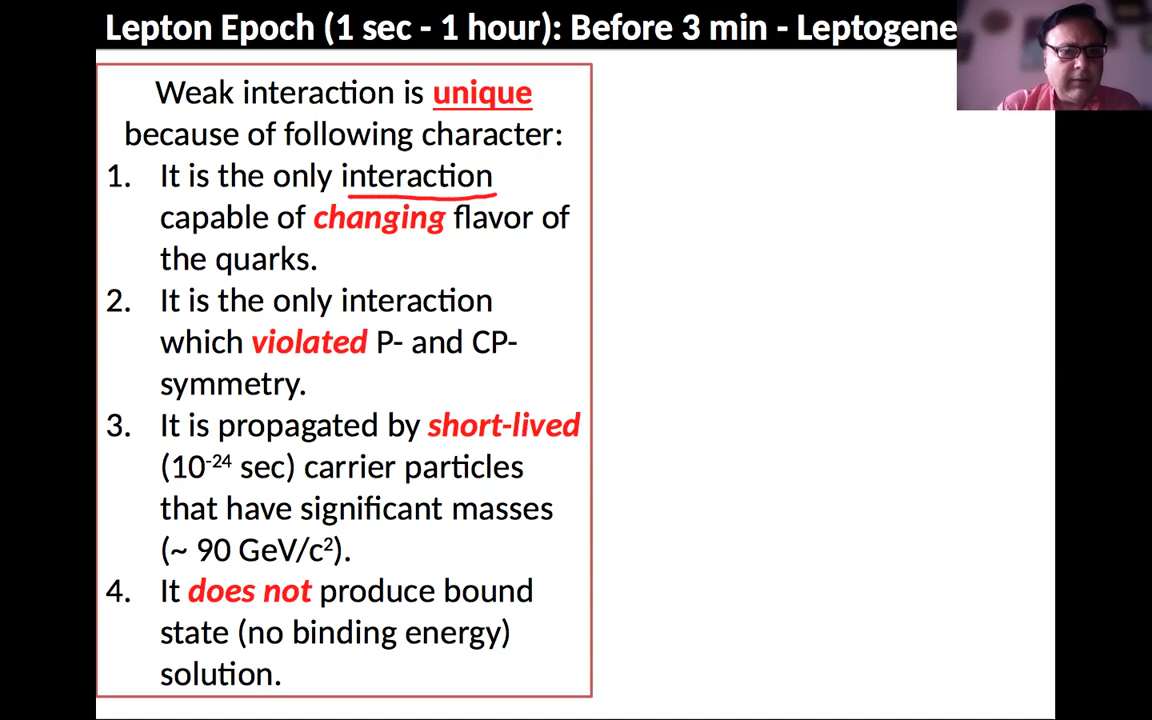 Lepton Epoch (1 sec - 1 hour): Before 3 min - Leptogene
Weak interaction is unique
because of following character:
1. It is the only interaction
capable of changing flavor of
the quarks.
2. It is the only interaction
which violated P- and CP-
symmetry.
3. It is propagated by short-lived
(10⁻²⁴ sec) carrier particles
that have significant masses
(~ 90 GeV/c²).
4. It does not produce bound
state (no binding energy)
solution.